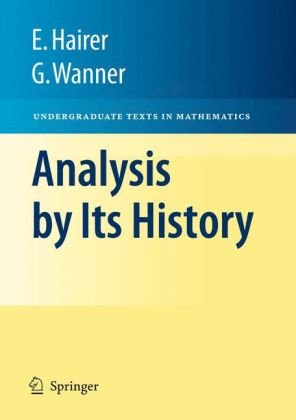 E. Hairer
G. Wanner
UNDERGRADUATE TEXTS IN MATHEMATICS
Analysis
by Its History
Springer